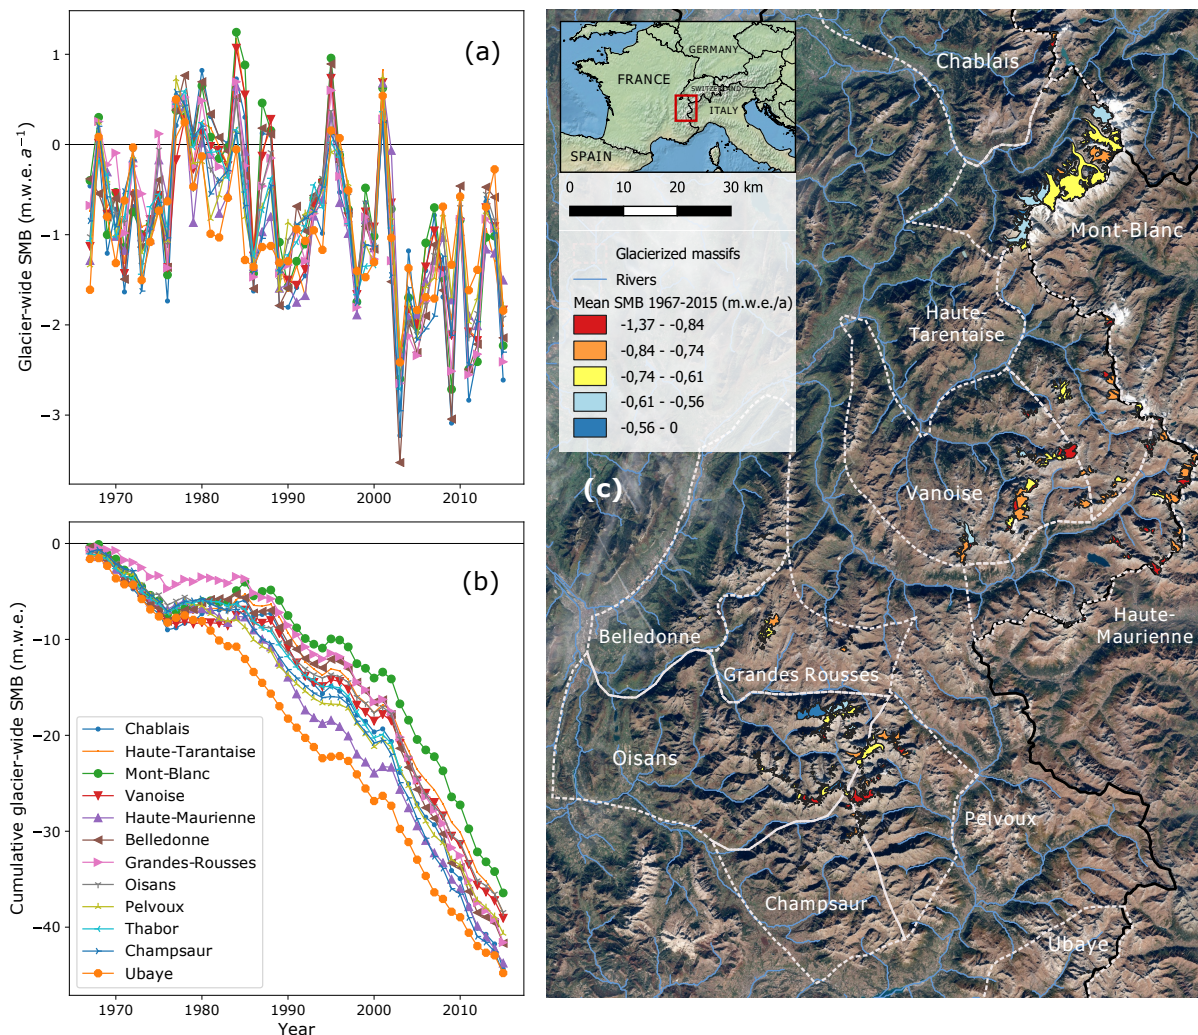 (a)
1
0
−1
−2
−3
Glacier-wide SMB (m.w.e. a⁻¹)
1970
1980
1990
2000
2010
(b)
0
−10
−20
−30
−40
Cumulative glacier-wide SMB (m.w.e.)
Chablais
Haute-Tarantaise
Mont-Blanc
Vanoise
Haute-Maurienne
Belledonne
Grandes-Rousses
Oisans
Pelvoux
Thabor
Champsaur
Ubaye
1970
1980
1990
2000
2010
Year
GERMANY
FRANCE
SWITZERLAND
ITALY
SPAIN
0 10 20 30 km
Glacierized massifs
Rivers
Mean SMB 1967-2015 (m.w.e./a)
-1,37 - -0,84
-0,84 - -0,74
-0,74 - -0,61
-0,61 - -0,56
-0,56 - 0
(c)
Chablais
Mont-Blanc
Haute-
Tarentaise
Vanoise
Haute-
Maurienne
Belledonne
Grandes Rousses
Oisans
Pelvoux
Champsaur
Ubaye